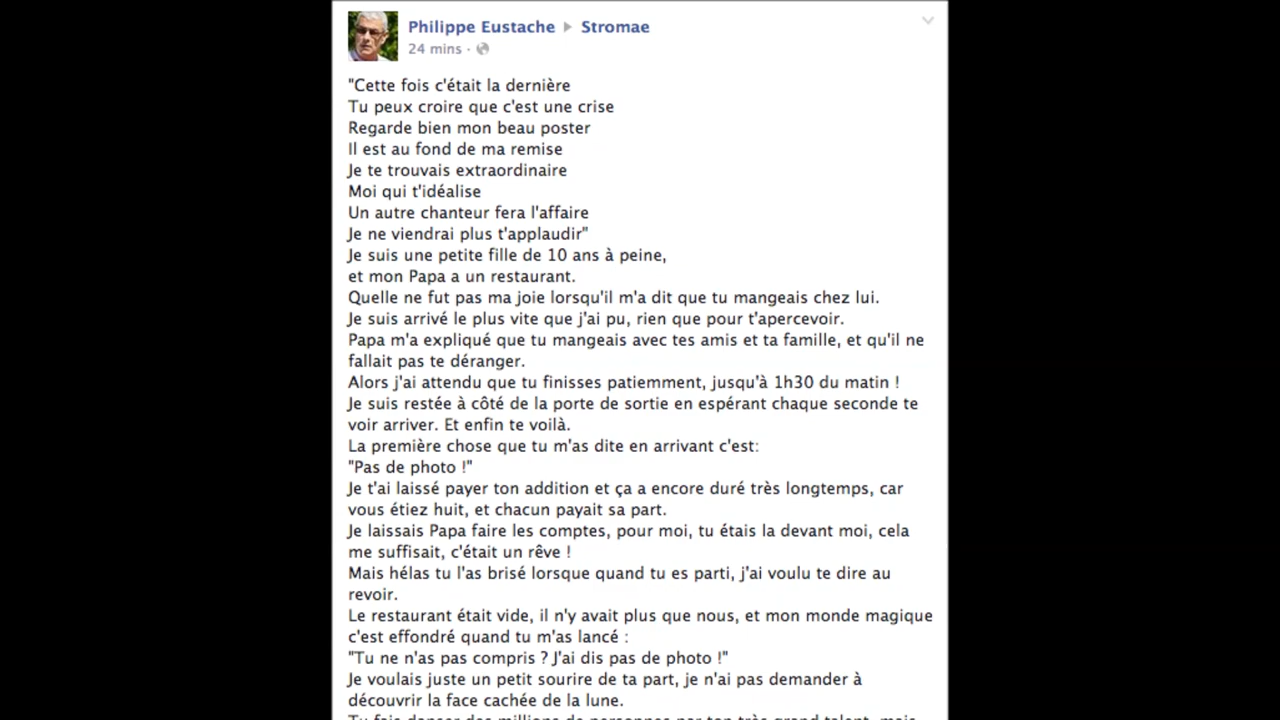 Philippe Eustache ▸ Stromae
24 mins ·
"Cette fois c'était la dernière
Tu peux croire que c'est une crise
Regarde bien mon beau poster
Il est au fond de ma remise
Je te trouvais extraordinaire
Moi qui t'idéalise
Un autre chanteur fera l'affaire
Je ne viendrai plus t'applaudir"
Je suis une petite fille de 10 ans à peine,
et mon Papa a un restaurant.
Quelle ne fut pas ma joie lorsqu'il m'a dit que tu mangeais chez lui.
Je suis arrivé le plus vite que j'ai pu, rien que pour t'apercevoir.
Papa m'a expliqué que tu mangeais avec tes amis et ta famille, et qu'il ne
fallait pas te déranger.
Alors j'ai attendu que tu finisses patiemment, jusqu'à 1h30 du matin !
Je suis restée à côté de la porte de sortie en espérant chaque seconde te
voir arriver. Et enfin te voilà.
La première chose que tu m'as dite en arrivant c'est:
"Pas de photo !"
Je t'ai laissé payer ton addition et ça a encore duré très longtemps, car
vous étiez huit, et chacun payait sa part.
Je laissais Papa faire les comptes, pour moi, tu étais la devant moi, cela
me suffisait, c'était un rêve !
Mais hélas tu l'as brisé lorsque quand tu es parti, j'ai voulu te dire au
revoir.
Le restaurant était vide, il n'y avait plus que nous, et mon monde magique
c'est effondré quand tu m'as lancé :
"Tu ne n'as pas compris ? J'ai dis pas de photo !"
Je voulais juste un petit sourire de ta part, je n'ai pas demander à
découvrir la face cachée de la lune.
Tu fais danser des millions de personnes par ton très grand talent, mais